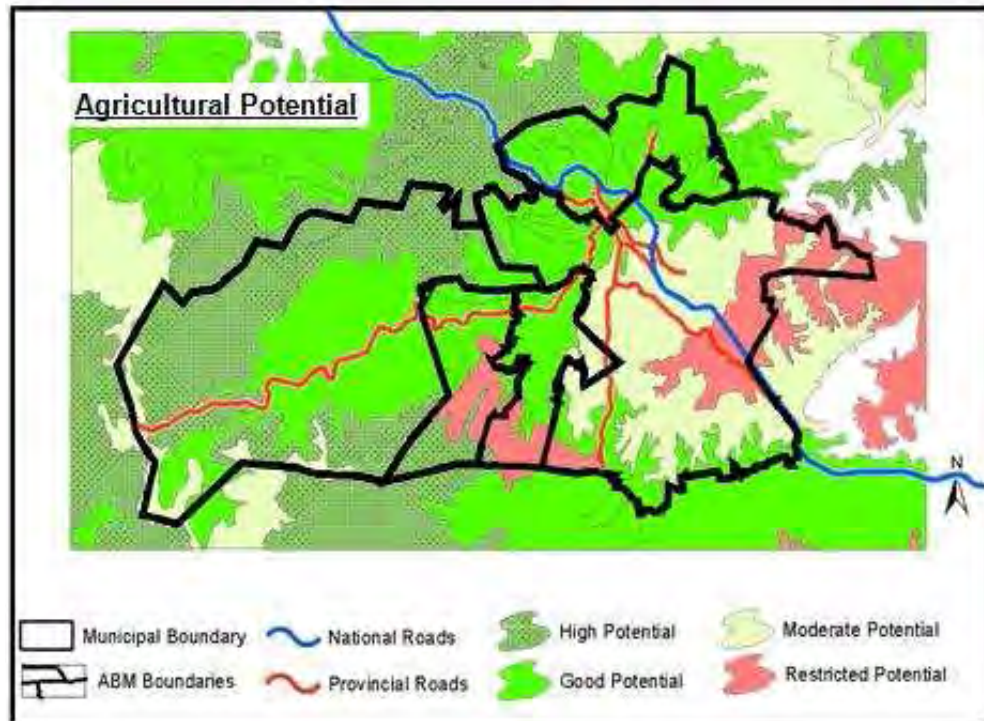 Agricultural Potential
N
Municipal Boundary
National Roads
High Potential
Moderate Potential
ABM Boundaries
Provincial Roads
Good Potential
Restricted Potential